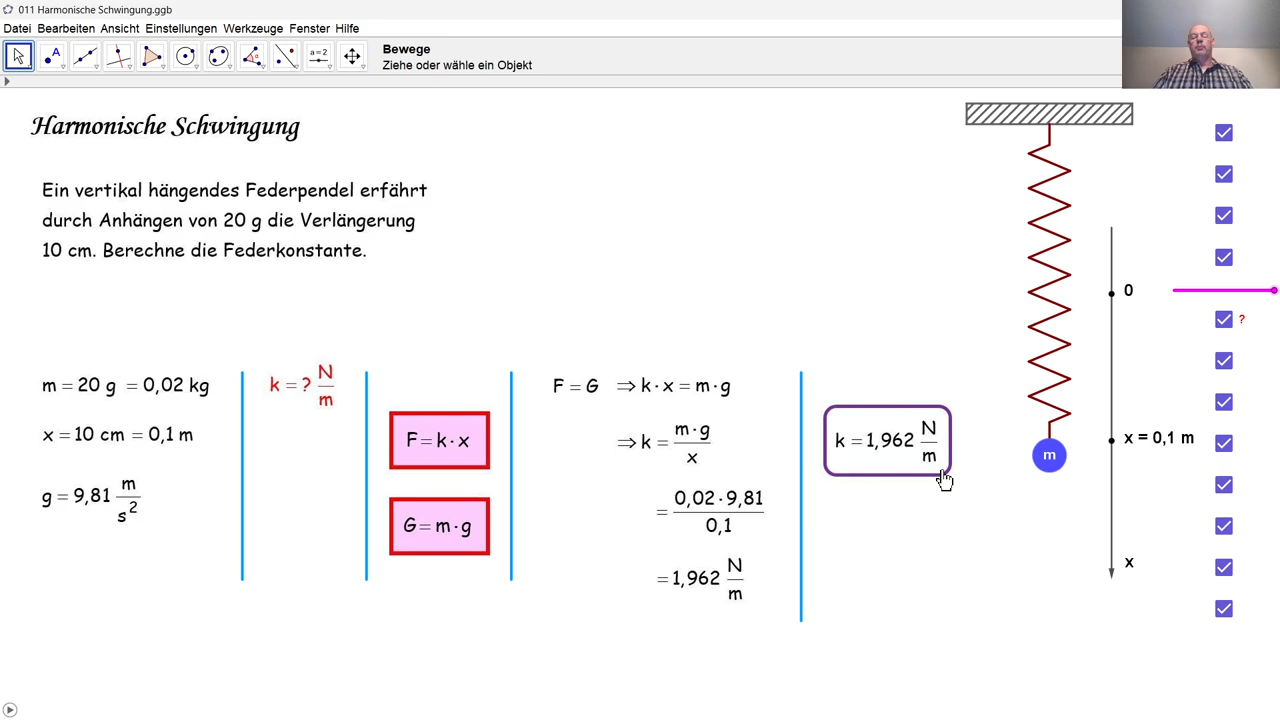 011 Harmonische Schwingung.ggb
Datei Bearbeiten Ansicht Einstellungen Werkzeuge Fenster Hilfe
A
a=2
Bewege
Ziehe oder wähle ein Objekt
Harmonische Schwingung
Ein vertikal hängendes Federpendel erfährt
durch Anhängen von 20 g die Verlängerung
10 cm. Berechne die Federkonstante.
m = 20 g = 0,02 kg
x = 10 cm = 0,1 m
g = 9,81 m/s²
k = ? N/m
F = k · x
G = m · g
F = G ⇒ k · x = m · g
⇒ k = m · g / x
= 0,02 · 9,81 / 0,1
= 1,962 N/m
k = 1,962 N/m
m
0
x = 0,1 m
x
?